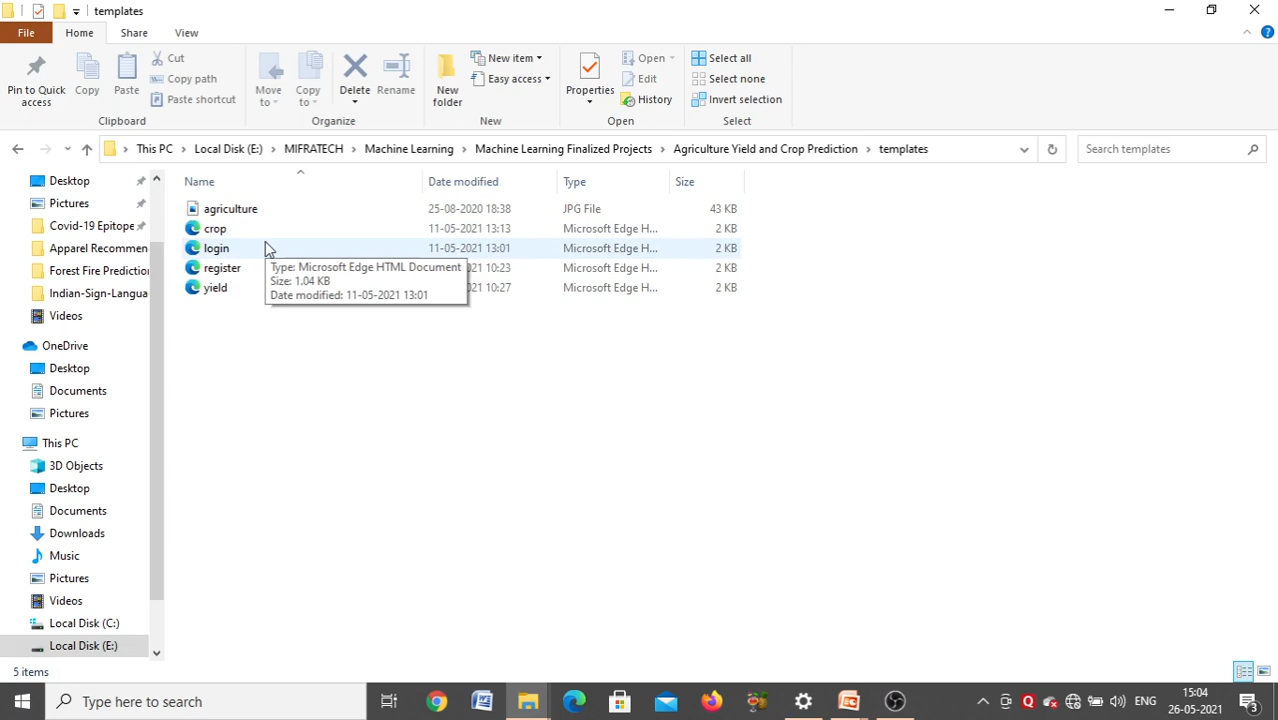 templates
File Home Share View
Pin to Quick access
Copy
Paste
Cut
Copy path
Paste shortcut
Clipboard
Move to
Copy to
Delete
Rename
Organize
New folder
New item
Easy access
New
Properties
Open
Edit
History
Open
Select all
Select none
Invert selection
Select
This PC Local Disk (E:) MIFRATECH Machine Learning Machine Learning Finalized Projects Agriculture Yield and Crop Prediction templates
Search templates
Name Date modified Type Size
agriculture 25-08-2020 18:38 JPG File 43 KB
crop 11-05-2021 13:13 Microsoft Edge H... 2 KB
login 11-05-2021 13:01 Microsoft Edge H... 2 KB
register 10:23 Microsoft Edge H... 2 KB
yield 10:27 Microsoft Edge H... 2 KB
Type: Microsoft Edge HTML Document
Size: 1.04 KB
Date modified: 11-05-2021 13:01
Desktop
Pictures
Covid-19 Epitope
Apparel Recommen
Forest Fire Predictio
Indian-Sign-Langua
Videos
OneDrive
Desktop
Documents
Pictures
This PC
3D Objects
Desktop
Documents
Downloads
Music
Pictures
Videos
Local Disk (C:)
Local Disk (E:)
5 items
Type here to search
ENG
15:04
26-05-2021
3